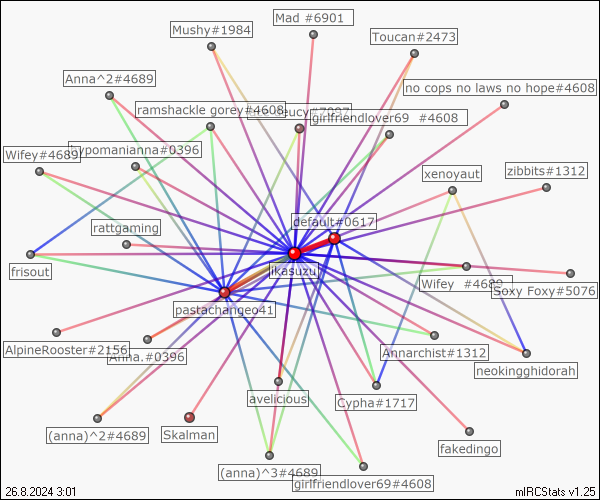 Mad #6901
Mushy#1984
Toucan#2473
Anna^2#4689
no cops no laws no hope#4608
ramshackle gorey#4608
girlfriendlover69 #4608
Wifey#4689
hypomanianna#0396
xenoyaut
zibbits#1312
default#0617
rattgaming
frisout
ikasuzu
Wifey #4689
Soxy Foxy#5076
pastachangeo41
AlpineRooster#2156
Anna.#0396
Annarchist#1312
neokingghidorah
avelicious
Cypha#1717
(anna)^2#4689
Skalman
fakedingo
(anna)^3#4689
girlfriendlover69#4608
26.8.2024 3:01
mIRCStats v1.25